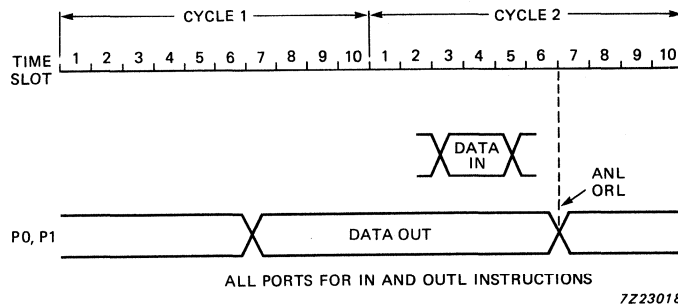 CYCLE 1 CYCLE 2
TIME SLOT 1 2 3 4 5 6 7 8 9 10 1 2 3 4 5 6 7 8 9 10
DATA IN
ANL
ORL
P0, P1 DATA OUT
ALL PORTS FOR IN AND OUTL INSTRUCTIONS
7Z23018